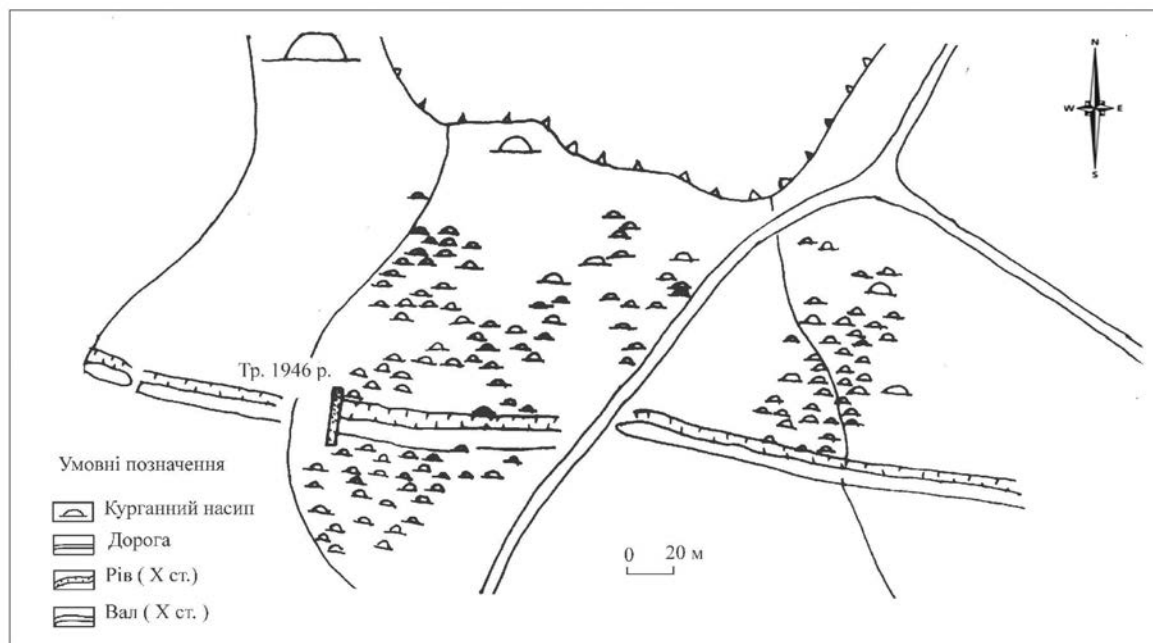 N
W E
S
Тр. 1946 р.
Умовні позначення
Курганний насип
Дорога
Рів ( X ст.)
Вал ( X ст. )
0 20 м